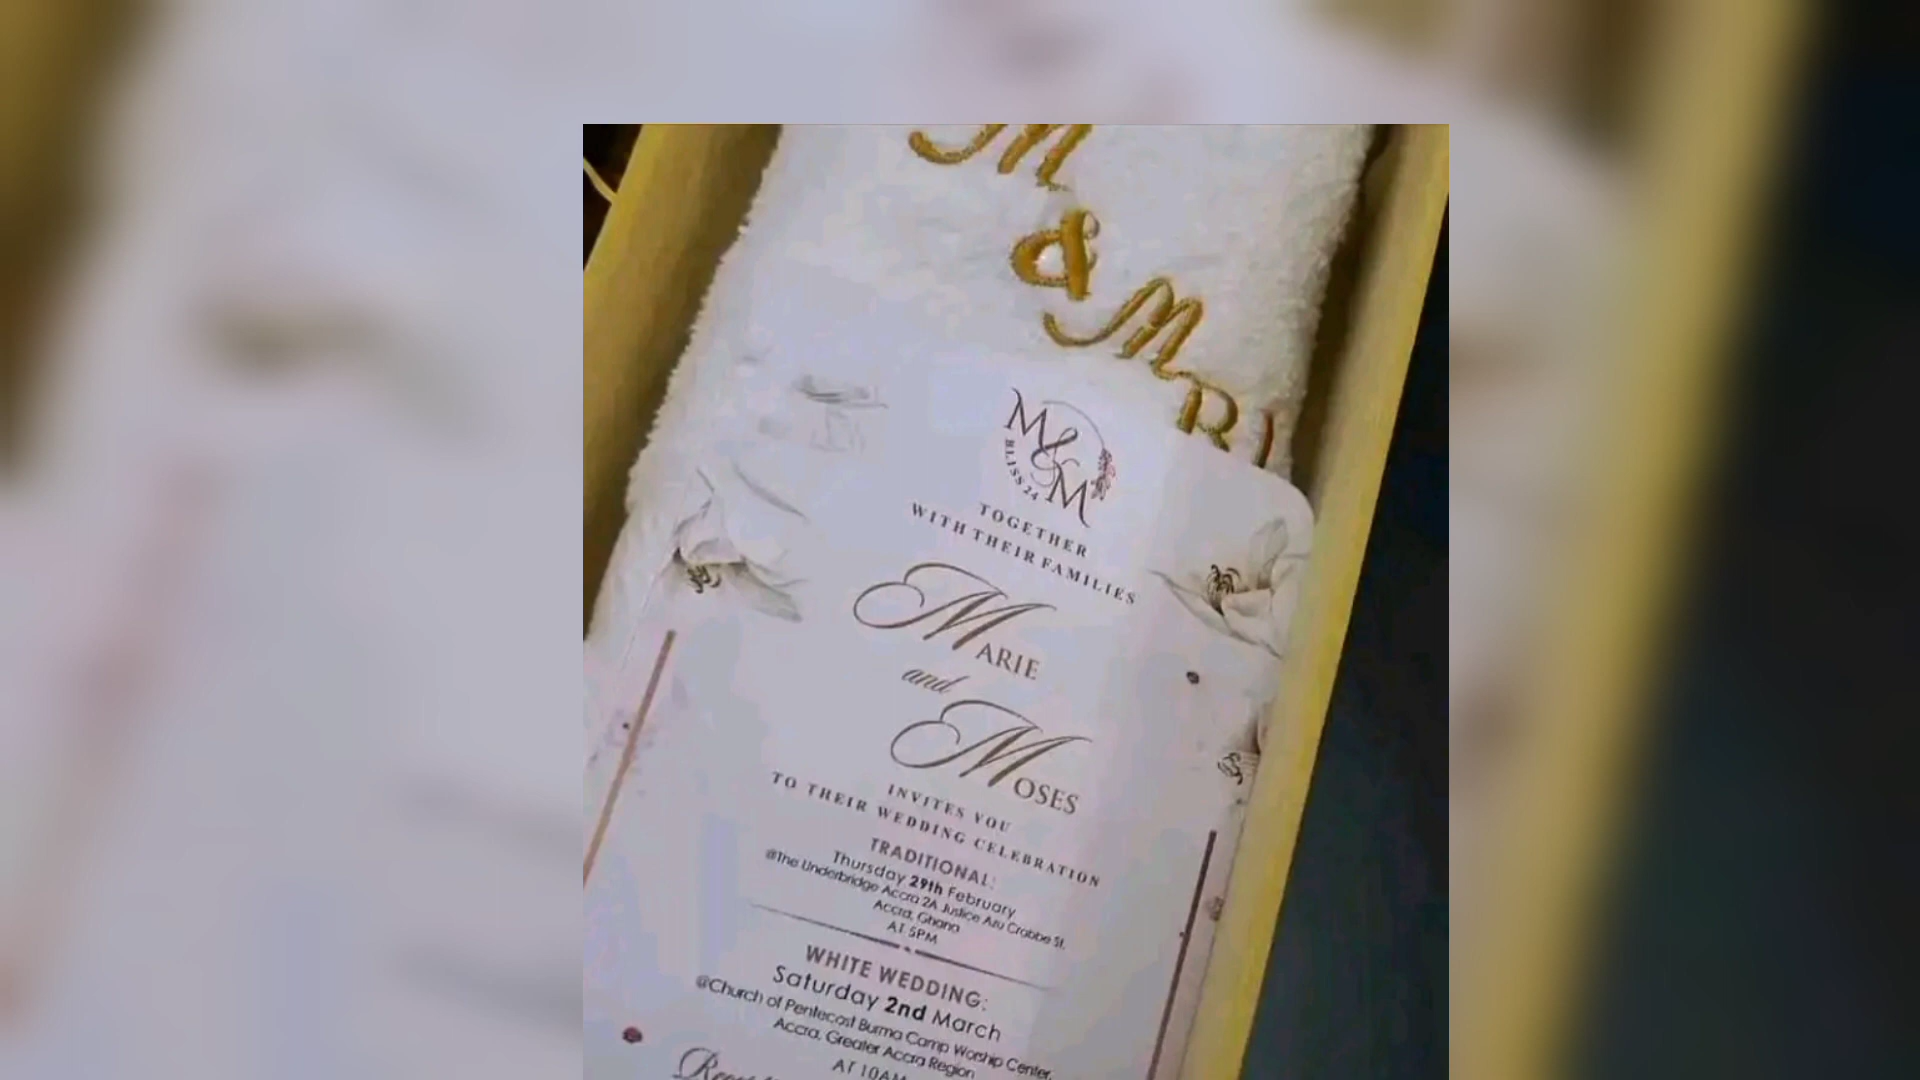 M
&
M
M&M
BLISS 24
TOGETHER
WITH THEIR FAMILIES
MARIE
and
MOSES
INVITES YOU
TO THEIR WEDDING CELEBRATION
TRADITIONAL:
Thursday 29th February
@The Underbridge Accra 2A Justice Azu Crabbe St.
Accra, Ghana
AT 5PM
WHITE WEDDING:
Saturday 2nd March
@Church of Pentecost Burma Camp Worship Center,
Accra, Greater Accra Region
AT 10AM